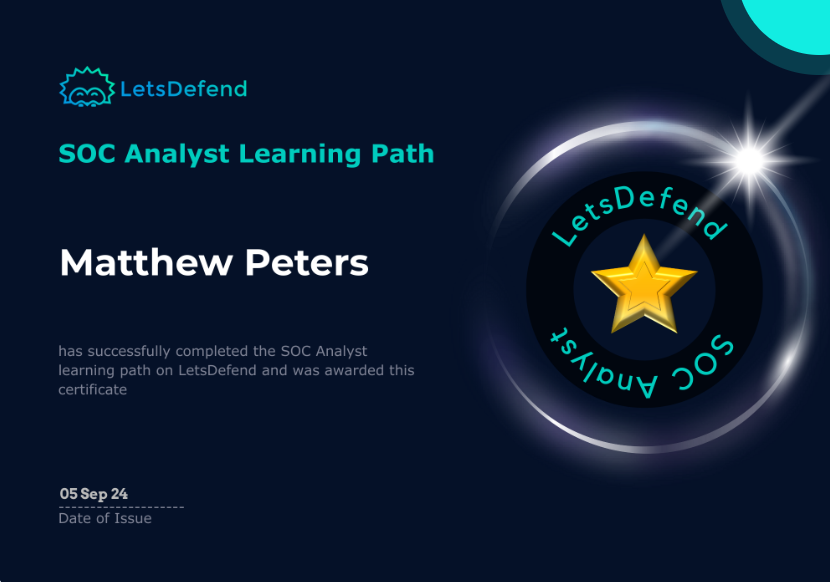 LetsDefend
SOC Analyst Learning Path
Matthew Peters
has successfully completed the SOC Analyst
learning path on LetsDefend and was awarded this
certificate
05 Sep 24
--------------------
Date of Issue
LetsDefend
SOC Analyst